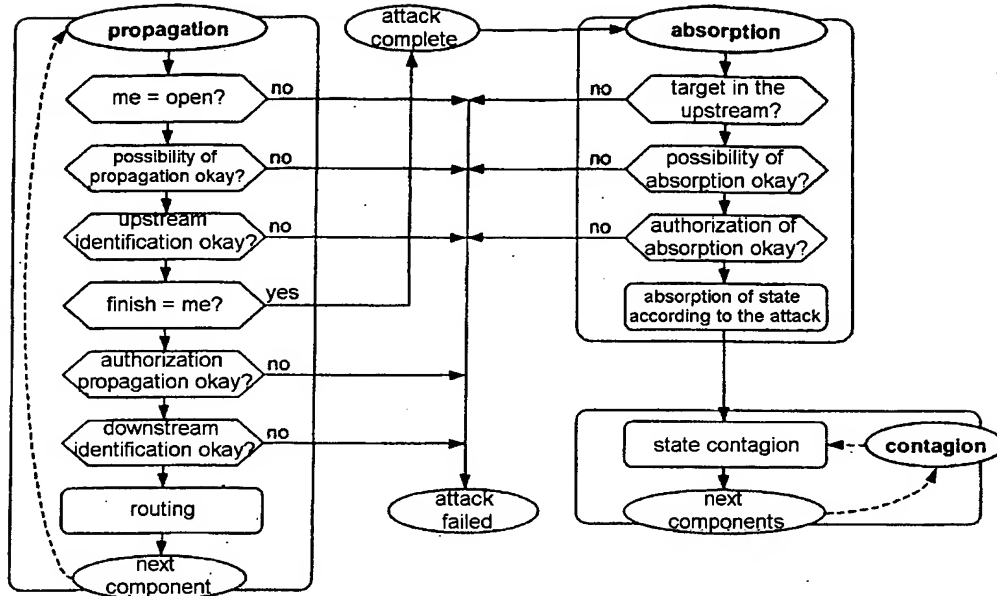 propagation
me = open?
no
possibility of
propagation okay?
no
upstream
identification okay?
no
finish = me?
yes
authorization
propagation okay?
no
downstream
identification okay?
no
routing
next
component
attack
complete
attack
failed
absorption
no
target in the
upstream?
no
possibility of
absorption okay?
no
authorization of
absorption okay?
absorption of state
according to the attack
state contagion
contagion
next
components